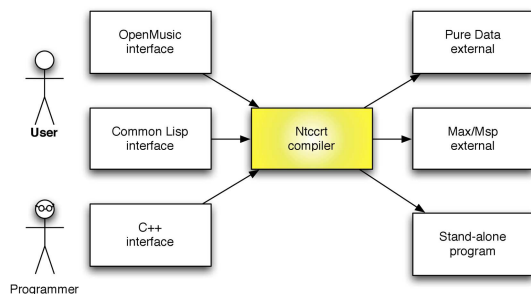 OpenMusic
interface
Pure Data
external
User
Common Lisp
interface
Ntccrt
compiler
Max/Msp
external
C++
interface
Stand-alone
program
Programmer